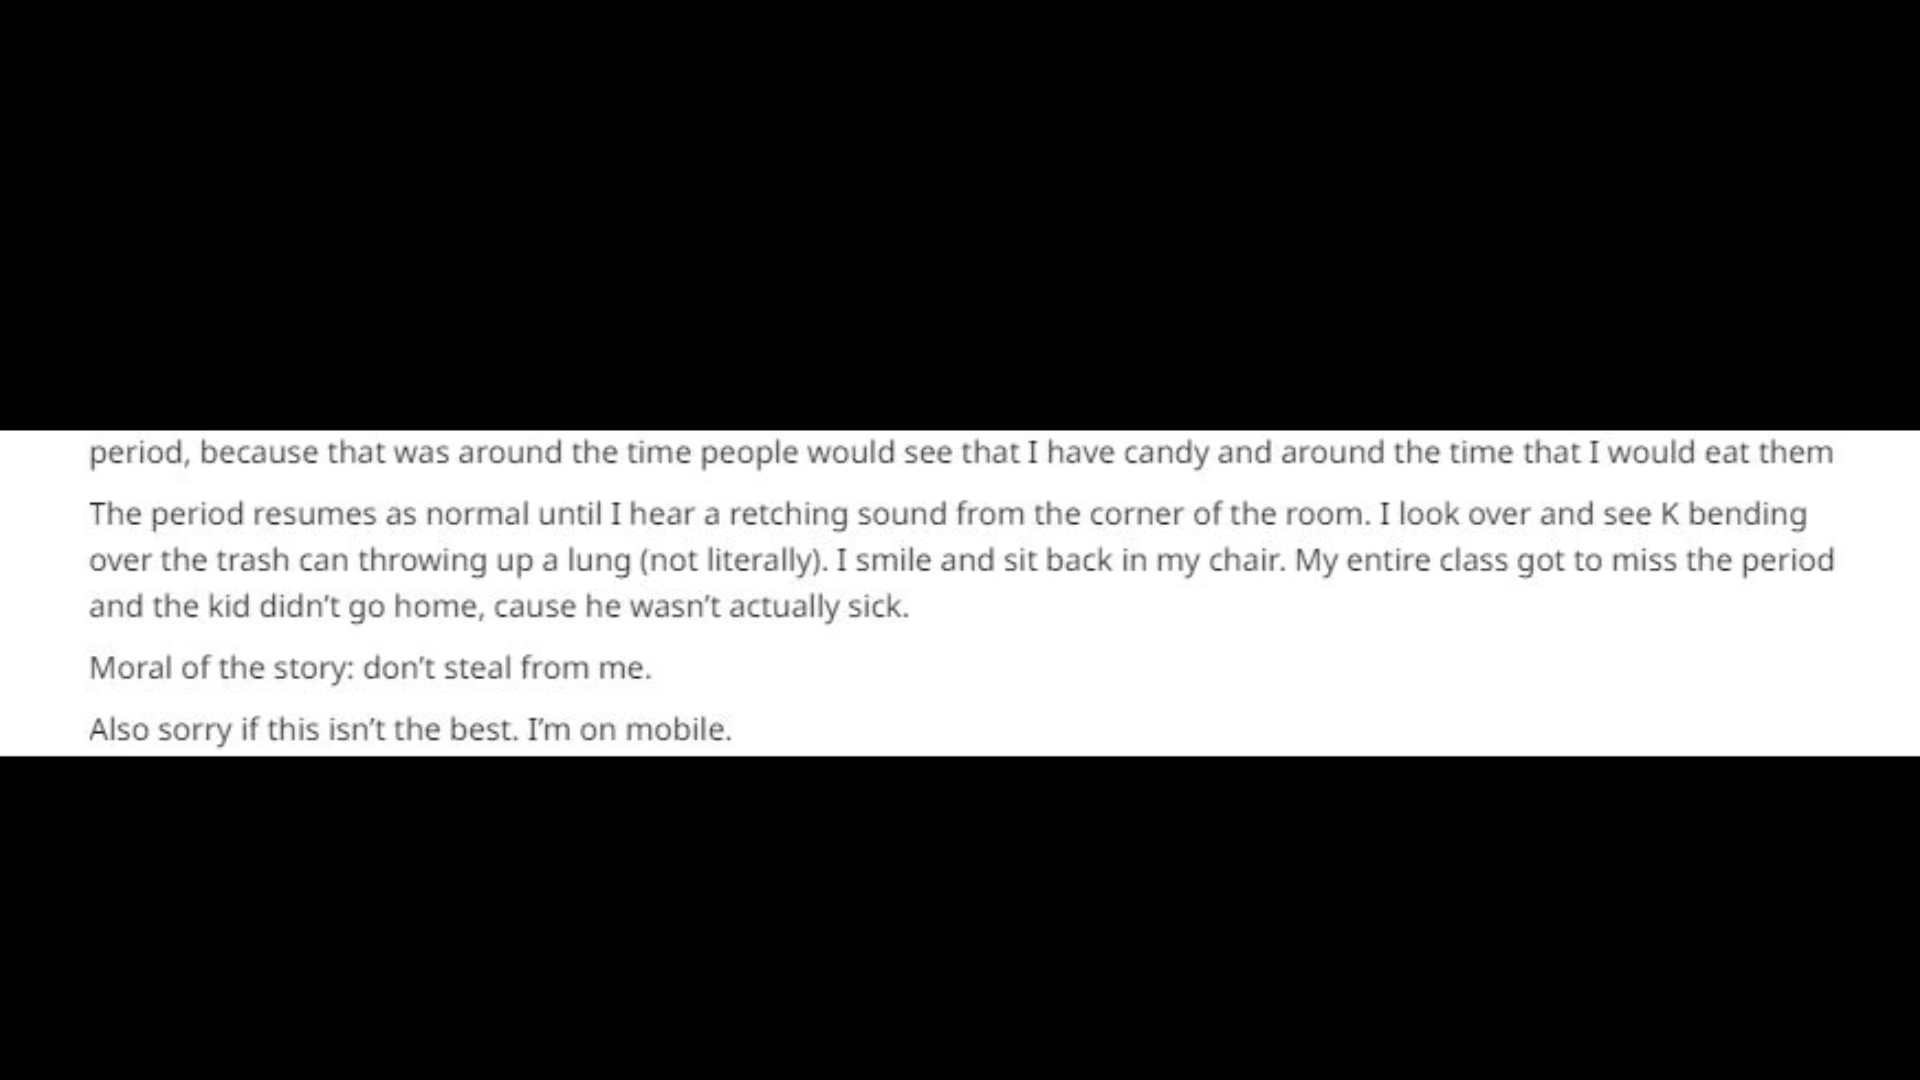 period, because that was around the time people would see that I have candy and around the time that I would eat them
The period resumes as normal until I hear a retching sound from the corner of the room. I look over and see K bending
over the trash can throwing up a lung (not literally). I smile and sit back in my chair. My entire class got to miss the period
and the kid didn’t go home, cause he wasn’t actually sick.
Moral of the story: don’t steal from me.
Also sorry if this isn’t the best. I’m on mobile.